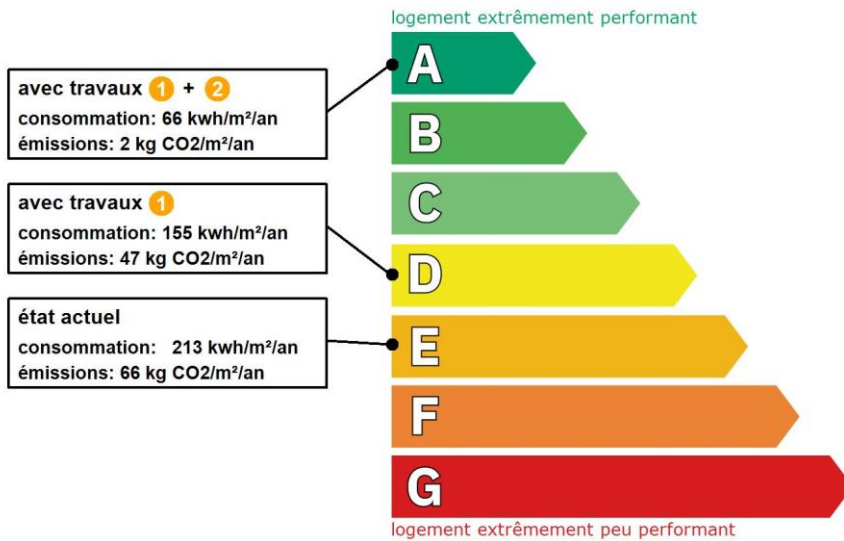 logement extrêmement performant
avec travaux 1 + 2
consommation: 66 kwh/m²/an
émissions: 2 kg CO2/m²/an
avec travaux 1
consommation: 155 kwh/m²/an
émissions: 47 kg CO2/m²/an
état actuel
consommation: 213 kwh/m²/an
émissions: 66 kg CO2/m²/an
A
B
C
D
E
F
G
logement extrêmement peu performant